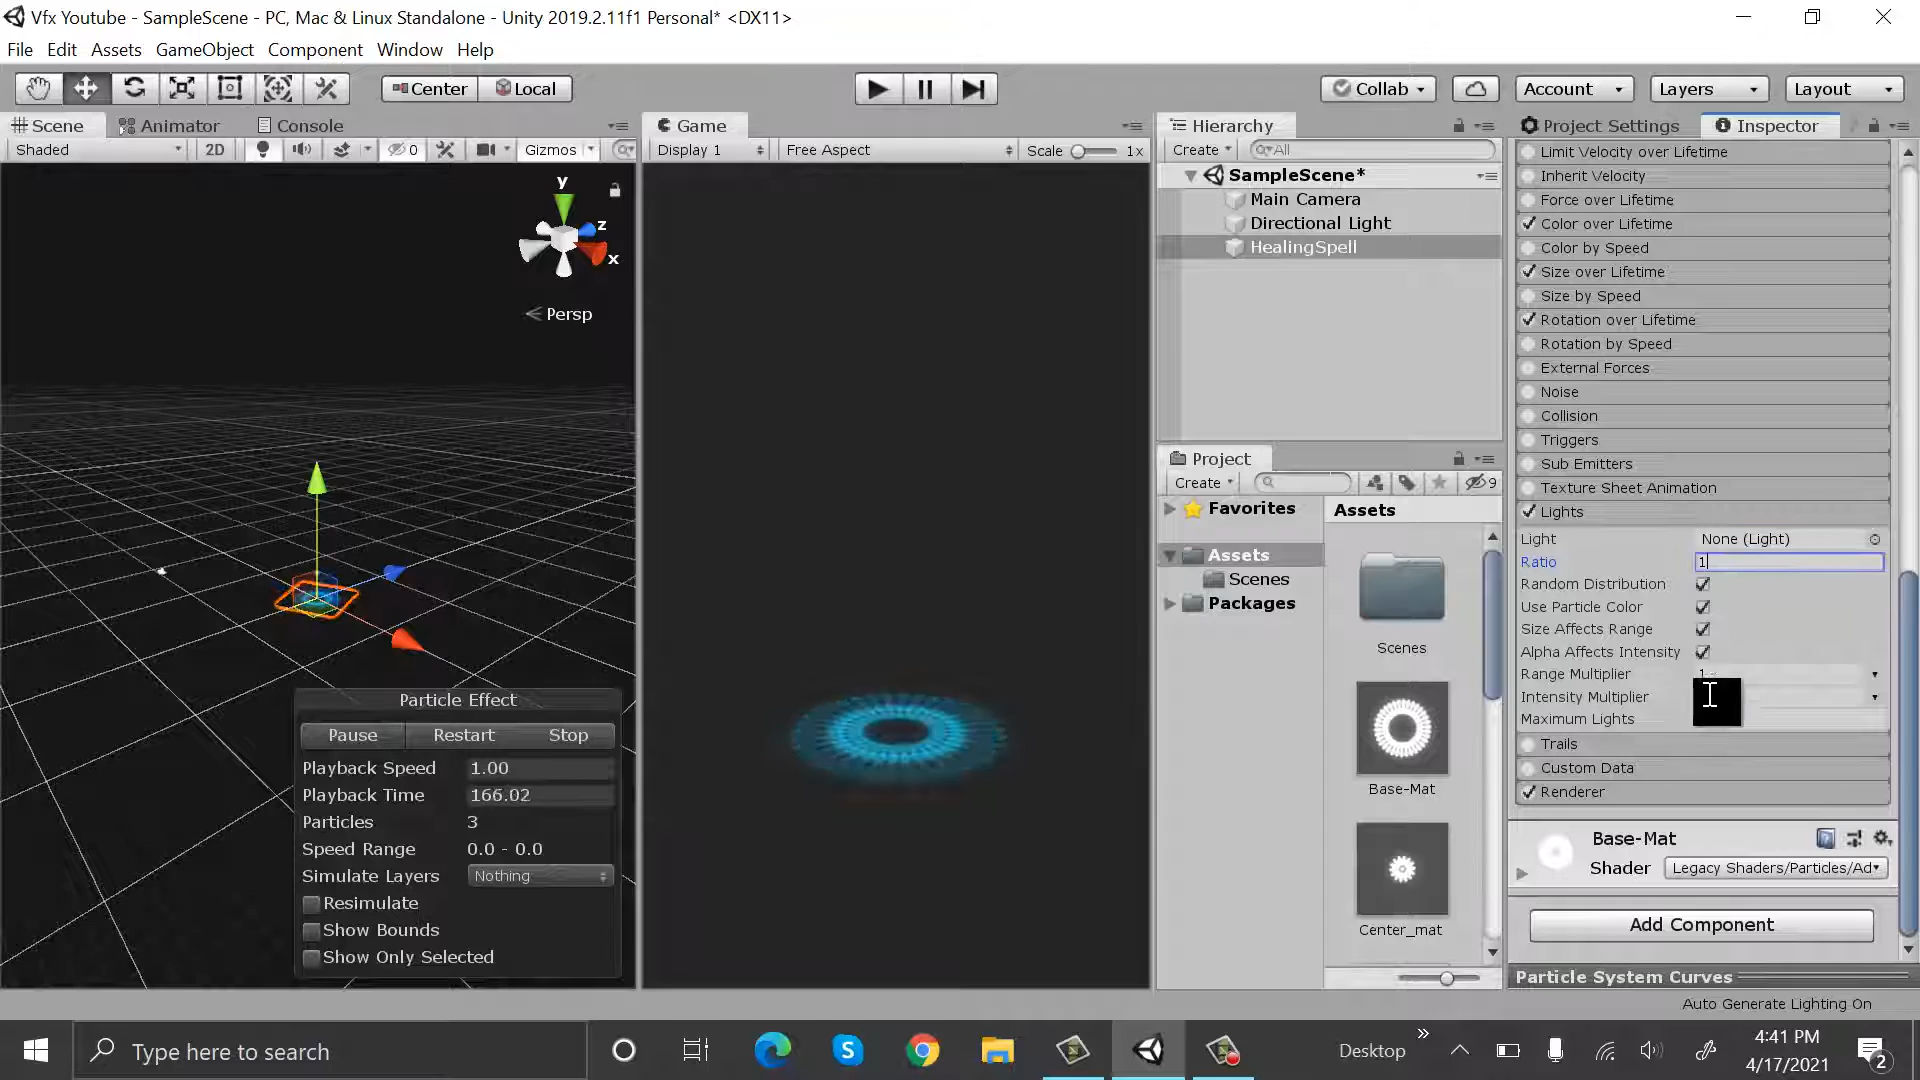 Vfx Youtube - SampleScene - PC, Mac & Linux Standalone - Unity 2019.2.11f1 Personal* <DX11>
File Edit Assets GameObject Component Window Help
Center Local Collab Account Layers Layout
Scene Animator Console Game Hierarchy Project Settings Inspector
Shaded 2D 0 Gizmos Display 1 Free Aspect Scale 1x Create All
Limit Velocity over Lifetime
SampleScene*
Inherit Velocity
Main Camera
Force over Lifetime
Directional Light
Color over Lifetime
HealingSpell
Color by Speed
y
z
x
Persp
Size over Lifetime
Size by Speed
Rotation over Lifetime
Rotation by Speed
External Forces
Noise
Collision
Triggers
Sub Emitters
Texture Sheet Animation
Lights
Light None (Light)
Ratio 1
Random Distribution
Use Particle Color
Size Affects Range
Alpha Affects Intensity
Range Multiplier
Intensity Multiplier
Maximum Lights
Trails
Custom Data
Renderer
Project
Create 9
Favorites
Assets
Scenes
Packages
Assets
Scenes
Base-Mat
Center_mat
Particle Effect
Pause Restart Stop
Playback Speed 1.00
Playback Time 166.02
Particles 3
Speed Range 0.0 - 0.0
Simulate Layers Nothing
Resimulate
Show Bounds
Show Only Selected
Base-Mat
Shader Legacy Shaders/Particles/Ad
Add Component
Particle System Curves
Auto Generate Lighting On
Type here to search
Desktop
4:41 PM
4/17/2021
2